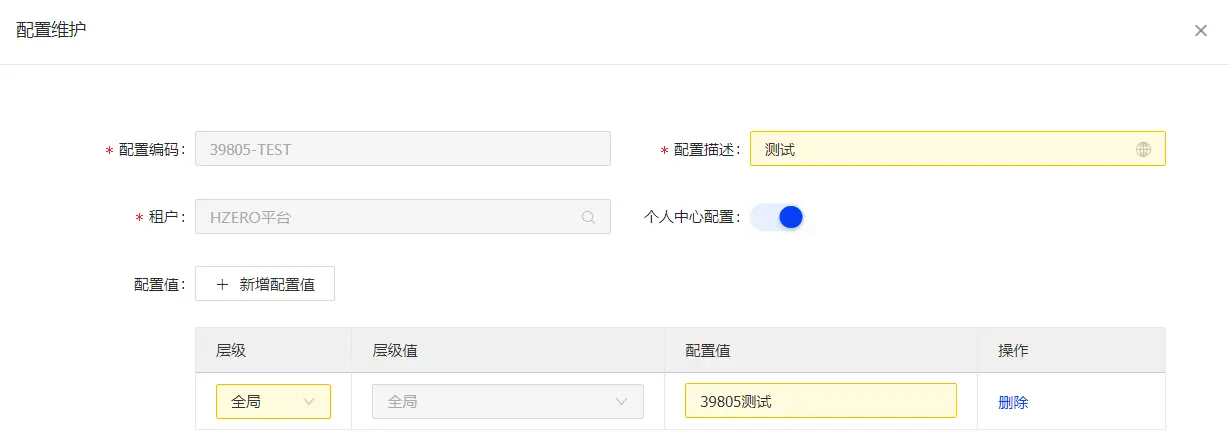 配置维护
* 配置编码: 39805-TEST * 配置描述: 测试
* 租户: HZERO平台 个人中心配置:
配置值: + 新增配置值
层级 层级值 配置值 操作
全局 全局 39805测试 删除